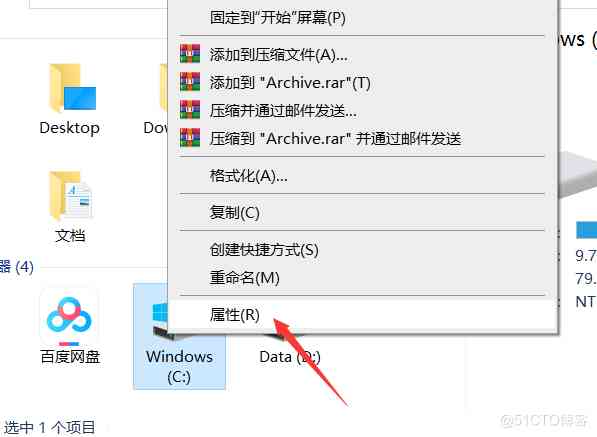 固定到"开始"屏幕(P)
ws (
添加到压缩文件(A)...
添加到 "Archive.rar"(T)
压缩并通过邮件发送...
压缩到 "Archive.rar" 并通过邮件发送
Desktop
Dow
格式化(A)...
复制(C)
文档
创建快捷方式(S)
重命名(M)
器 (4)
9.7
79.
NT
属性(R)
百度网盘
Windows
(C:)
Data (D:)
选中 1 个项目
@51CTO博客